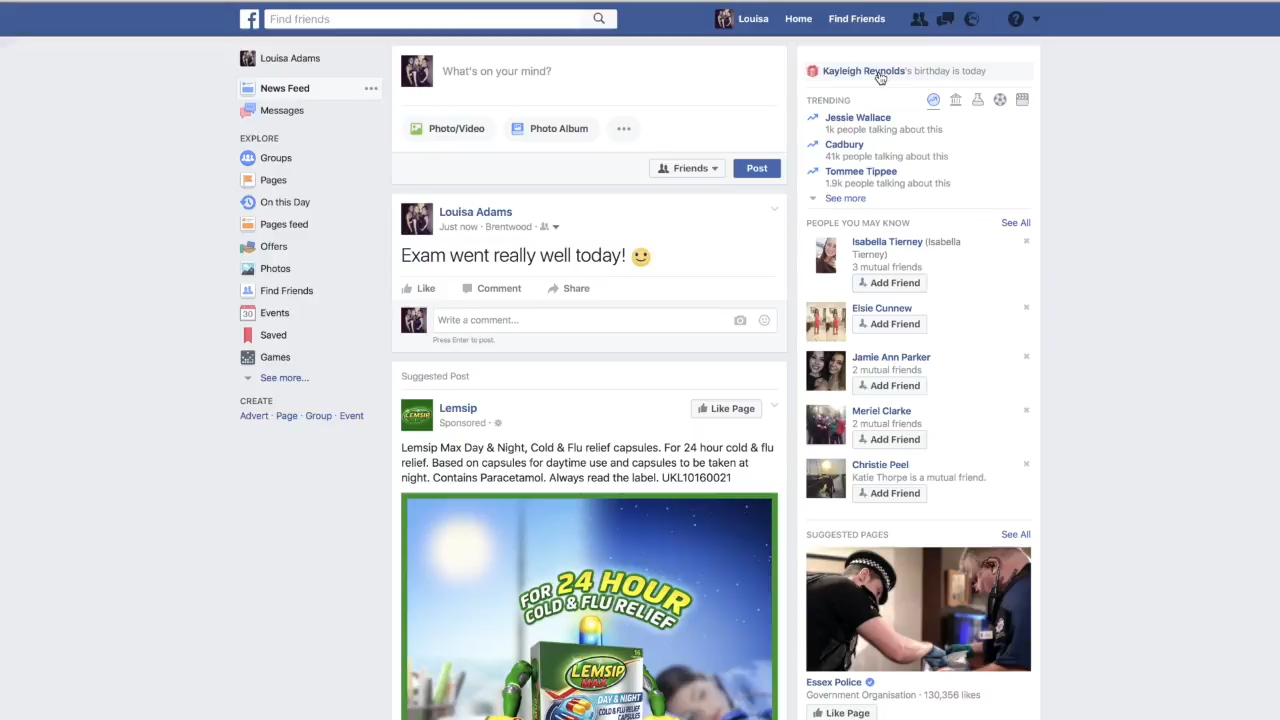 Find friends
Louisa
Home
Find Friends
Louisa Adams
News Feed
Messages
EXPLORE
Groups
Pages
On this Day
Pages feed
Offers
Photos
Find Friends
30 Events
Saved
Games
See more...
CREATE
Advert · Page · Group · Event
What's on your mind?
Photo/Video
Photo Album
Friends
Post
Louisa Adams
Just now · Brentwood ·
Exam went really well today!
Like
Comment
Share
Write a comment...
Press Enter to post.
Suggested Post
Lemsip
Sponsored ·
Like Page
Lemsip Max Day & Night, Cold & Flu relief capsules. For 24 hour cold & flu
relief. Based on capsules for daytime use and capsules to be taken at
night. Contains Paracetamol. Always read the label. UKL10160021
LEMSIP
FOR 24 HOUR
COLD & FLU RELIEF
16
LEMSIP
MAX
DAY & NIGHT
COLD & FLU RELIEF
CAPSULES
Kayleigh Reynolds's birthday is today
TRENDING
Jessie Wallace
1k people talking about this
Cadbury
41k people talking about this
Tommee Tippee
1.9k people talking about this
See more
PEOPLE YOU MAY KNOW
See All
Isabella Tierney (Isabella
Tierney)
3 mutual friends
Add Friend
Elsie Cunnew
Add Friend
Jamie Ann Parker
2 mutual friends
Add Friend
Meriel Clarke
2 mutual friends
Add Friend
Christie Peel
Katie Thorpe is a mutual friend.
Add Friend
SUGGESTED PAGES
See All
Essex Police
Government Organisation · 130,356 likes
Like Page